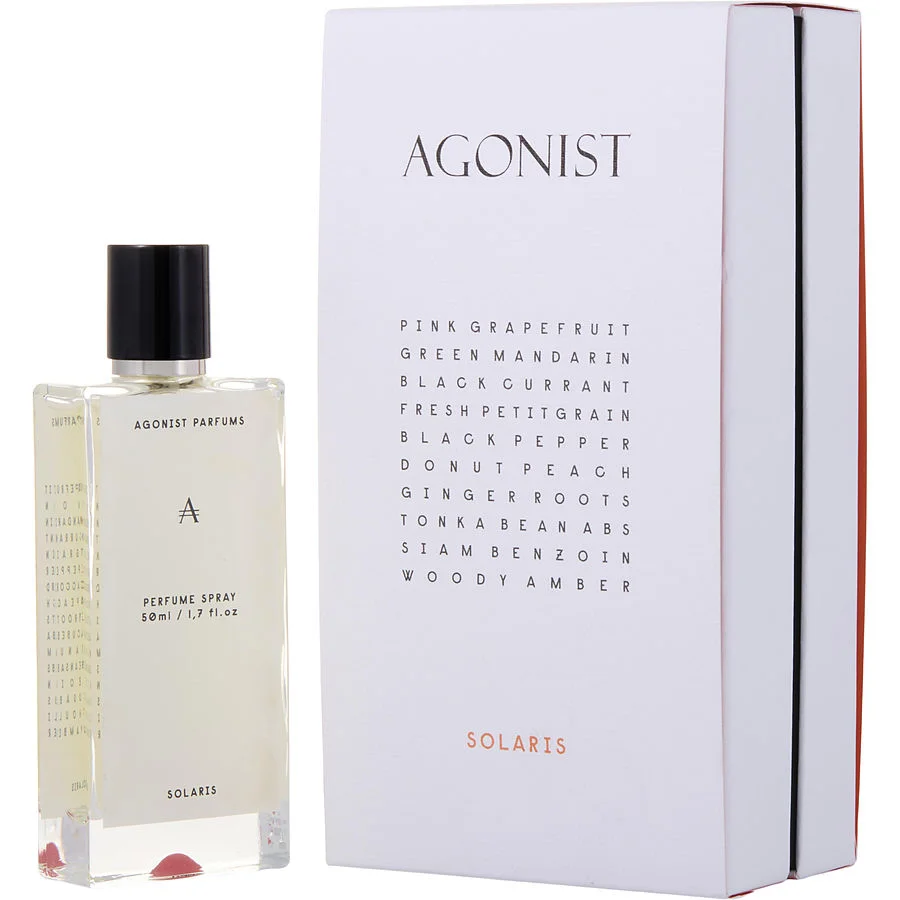 AGONIST
PINK GRAPEFRUIT
GREEN MANDARIN
BLACK CURRANT
FRESH PETITGRAIN
BLACK PEPPER
DONUT PEACH
GINGER ROOTS
TONKA BEAN ABS
SIAM BENZOIN
WOODY AMBER
SOLARIS
AGONIST PARFUMS
A
PERFUME SPRAY
50ml / 1,7 fl.oz
SOLARIS